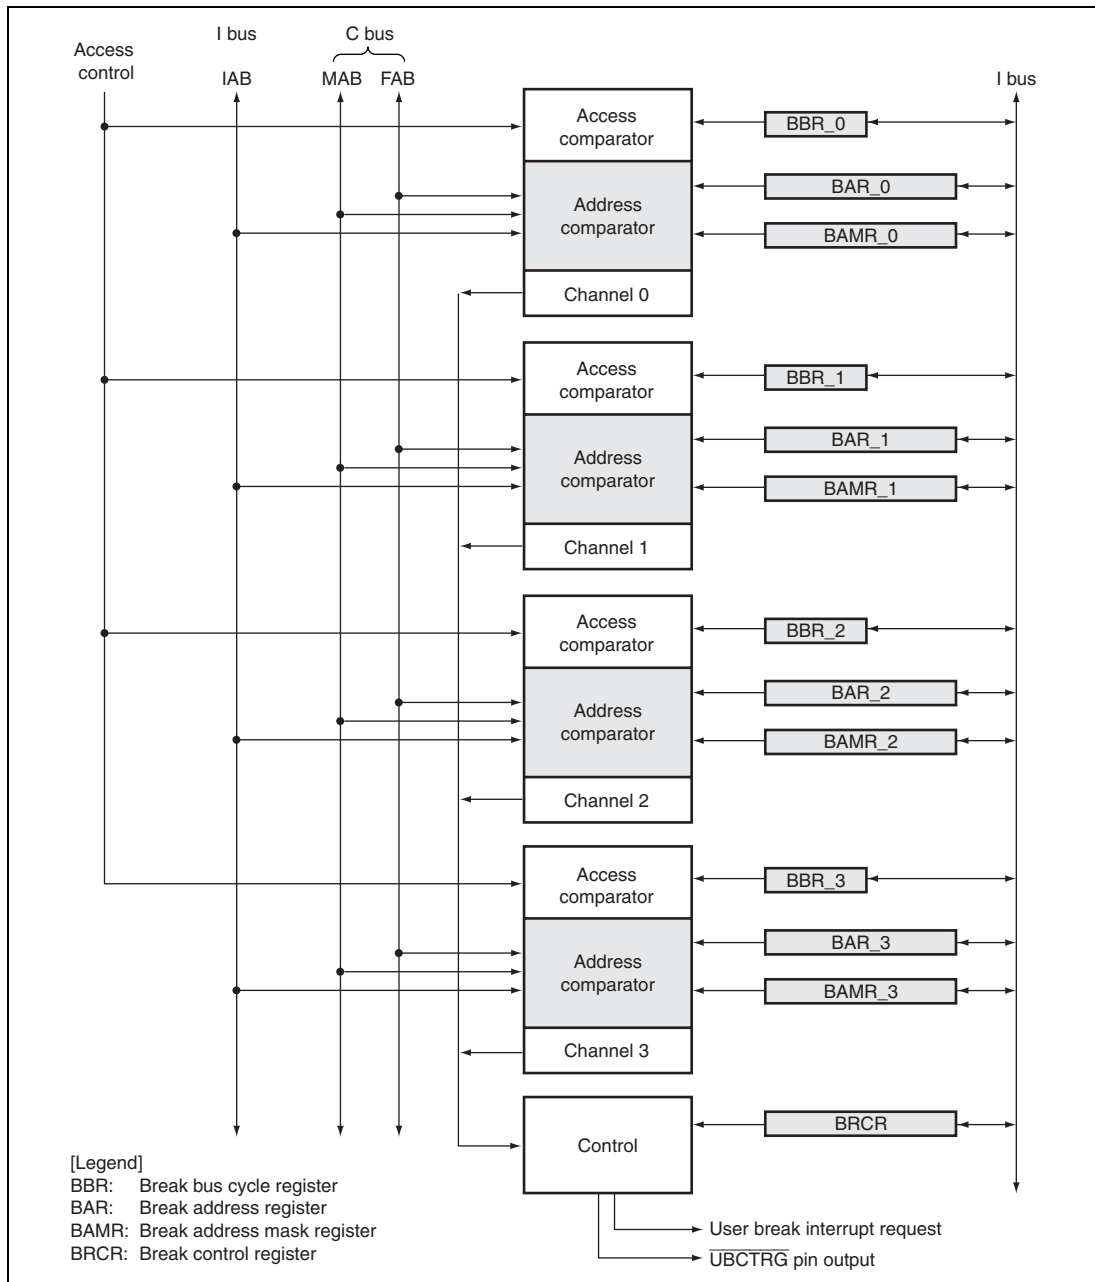 I bus
C bus
Access
control
IAB
MAB
FAB
I bus
Access
comparator
BBR_0
Address
comparator
BAR_0
BAMR_0
Channel 0
Access
comparator
BBR_1
Address
comparator
BAR_1
BAMR_1
Channel 1
Access
comparator
BBR_2
Address
comparator
BAR_2
BAMR_2
Channel 2
Access
comparator
BBR_3
Address
comparator
BAR_3
BAMR_3
Channel 3
Control
BRCR
[Legend]
BBR: Break bus cycle register
BAR: Break address register
BAMR: Break address mask register
BRCR: Break control register
User break interrupt request
UBCTRG pin output